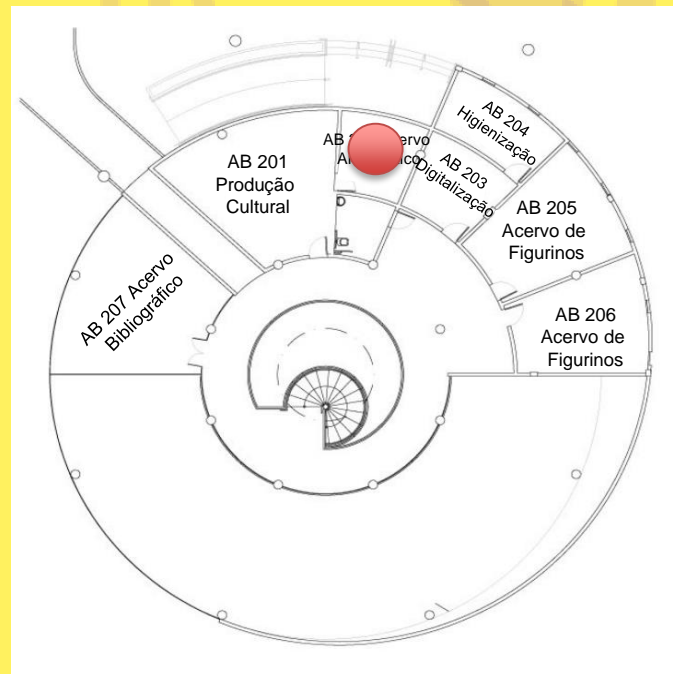 AB 201
Produção
Cultural
AB
AB 203
Digitalização
AB 204
Higienização
AB 205
Acervo de
Figurinos
AB 206
Acervo de
Figurinos
AB 207 Acervo
Bibliográfico